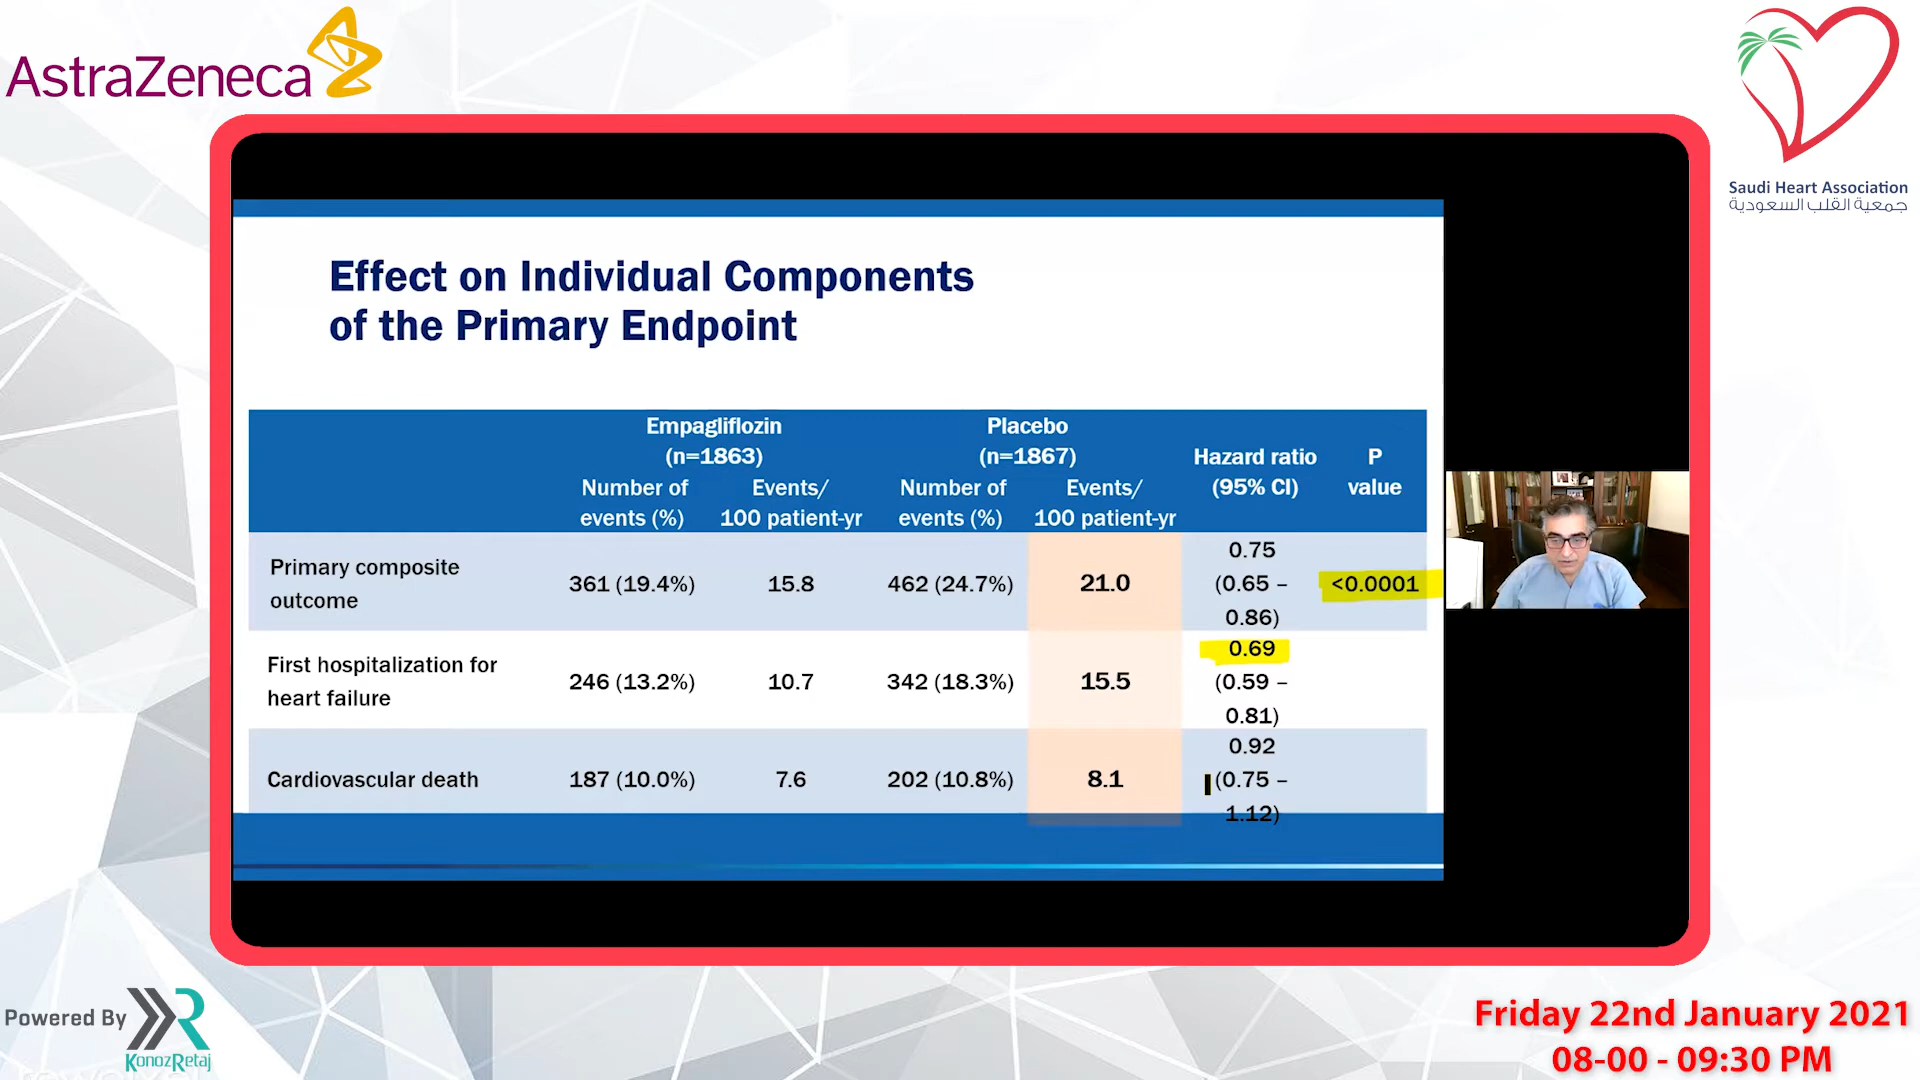 AstraZeneca
Saudi Heart Association
جمعية القلب السعودية
Effect on Individual Components
of the Primary Endpoint
Empagliflozin
(n=1863)
Placebo
(n=1867)
Number of
events (%)
Events/
100 patient-yr
Number of
events (%)
Events/
100 patient-yr
Hazard ratio
(95% CI)
P
value
Primary composite
outcome
361 (19.4%)
15.8
462 (24.7%)
21.0
0.75
(0.65 –
0.86)
<0.0001
First hospitalization for
heart failure
246 (13.2%)
10.7
342 (18.3%)
15.5
0.69
(0.59 –
0.81)
Cardiovascular death
187 (10.0%)
7.6
202 (10.8%)
8.1
0.92
(0.75 –
1.12)
Powered By
KonozRetaj
Friday 22nd January 2021
08-00 - 09:30 PM